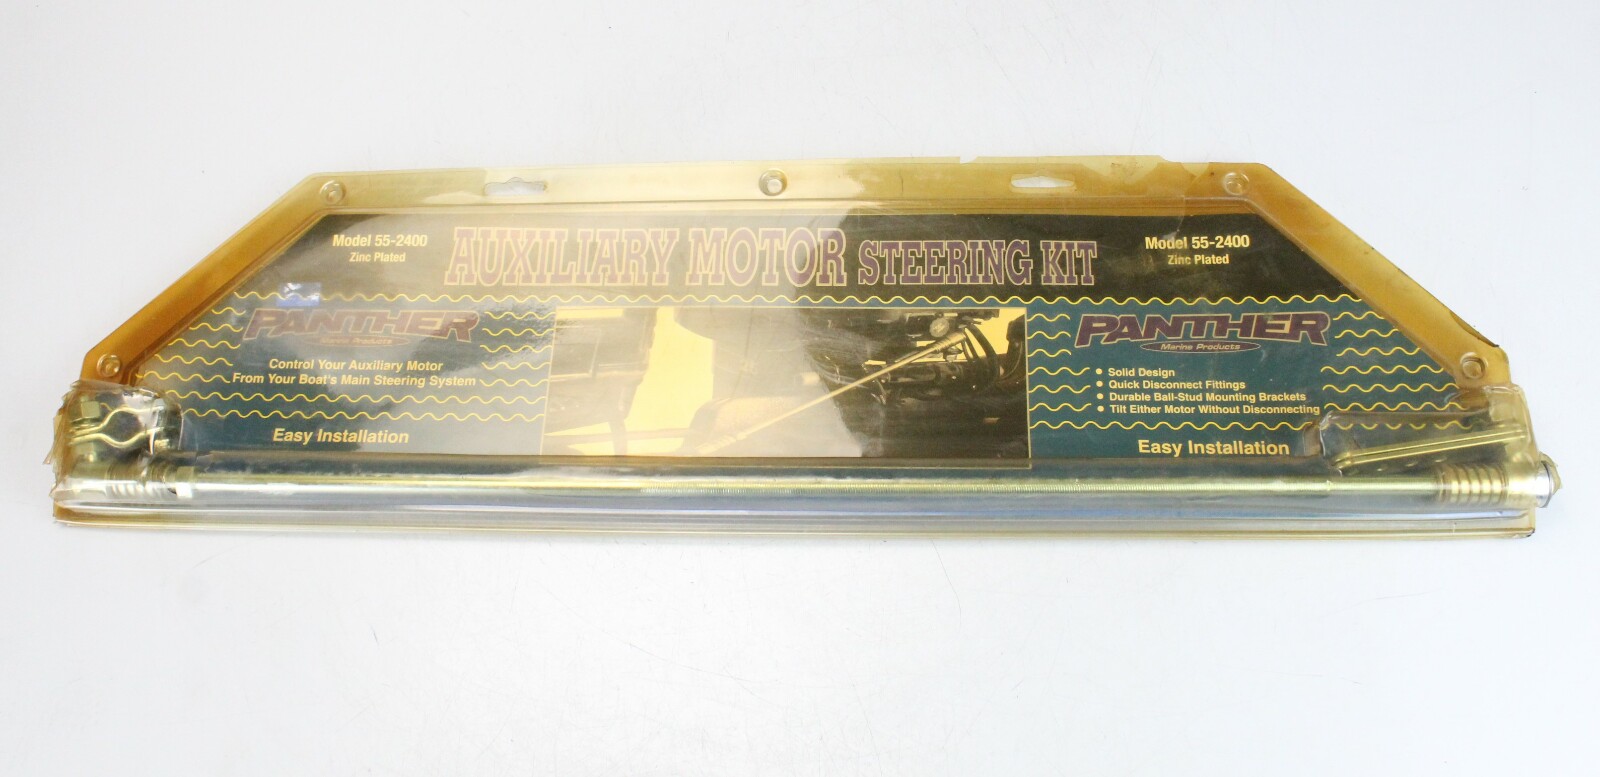 Model 55-2400
Zinc Plated
AUXILIARY MOTOR STEERING KIT
Model 55-2400
Zinc Plated
PANTHER
Marine Products
Control Your Auxiliary Motor
From Your Boat's Main Steering System
Easy Installation
PANTHER
Marine Products
• Solid Design
• Quick Disconnect Fittings
• Durable Ball-Stud Mounting Brackets
• Tilt Either Motor Without Disconnecting
Easy Installation